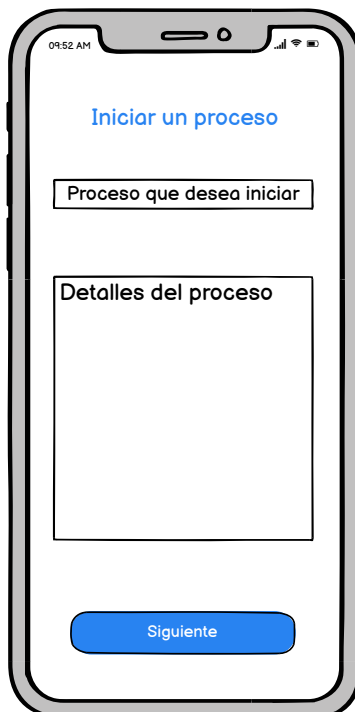 09:52 AM
Iniciar un proceso
Proceso que desea iniciar
Detalles del proceso
Siguiente